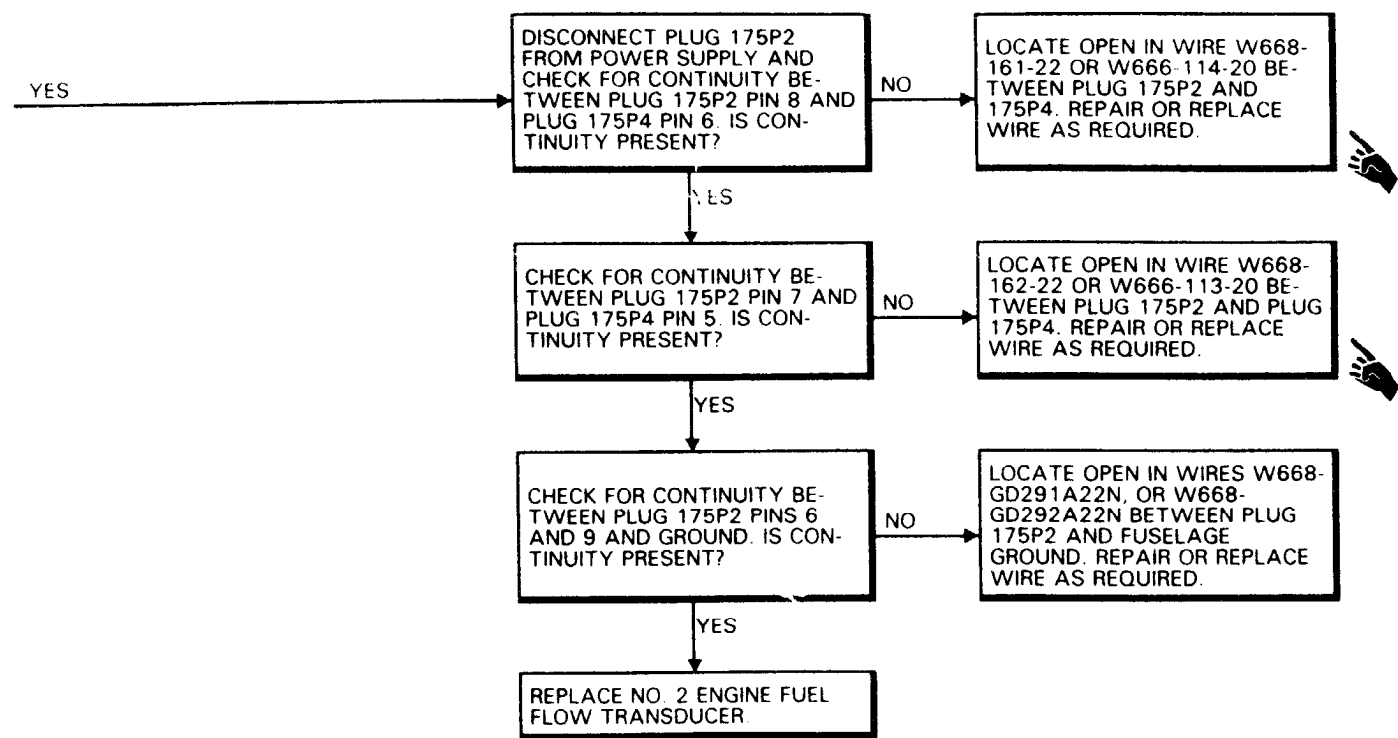 YES
DISCONNECT PLUG 175P2
FROM POWER SUPPLY AND
CHECK FOR CONTINUITY BE-
TWEEN PLUG 175P2 PIN 8 AND
PLUG 175P4 PIN 6. IS CON-
TINUITY PRESENT?
NO
LOCATE OPEN IN WIRE W668-
161-22 OR W666-114-20 BE-
TWEEN PLUG 175P2 AND
175P4. REPAIR OR REPLACE
WIRE AS REQUIRED.
YES
CHECK FOR CONTINUITY BE-
TWEEN PLUG 175P2 PIN 7 AND
PLUG 175P4 PIN 5. IS CON-
TINUITY PRESENT?
NO
LOCATE OPEN IN WIRE W668-
162-22 OR W666-113-20 BE-
TWEEN PLUG 175P2 AND PLUG
175P4. REPAIR OR REPLACE
WIRE AS REQUIRED.
YES
CHECK FOR CONTINUITY BE-
TWEEN PLUG 175P2 PINS 6
AND 9 AND GROUND. IS CON-
TINUITY PRESENT?
NO
LOCATE OPEN IN WIRES W668-
GD291A22N, OR W668-
GD292A22N BETWEEN PLUG
175P2 AND FUSELAGE
GROUND. REPAIR OR REPLACE
WIRE AS REQUIRED.
YES
REPLACE NO. 2 ENGINE FUEL
FLOW TRANSDUCER.